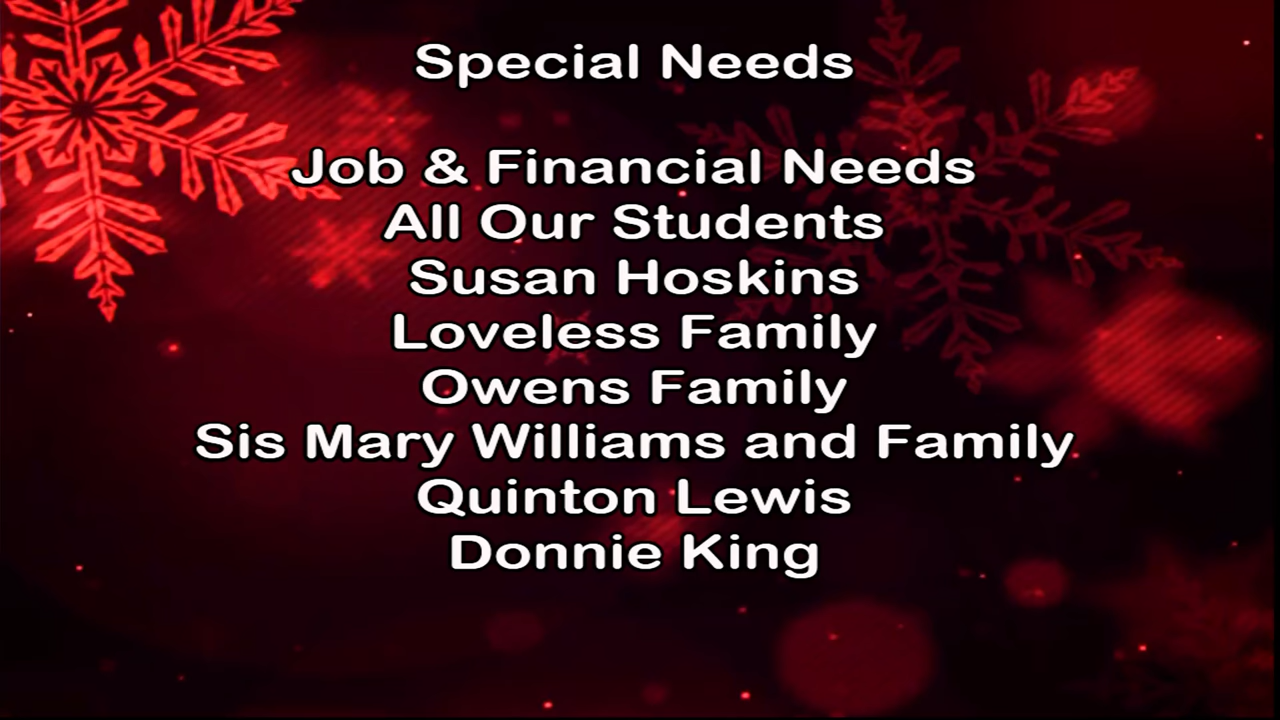 Special Needs
Job & Financial Needs
All Our Students
Susan Hoskins
Loveless Family
Owens Family
Sis Mary Williams and Family
Quinton Lewis
Donnie King